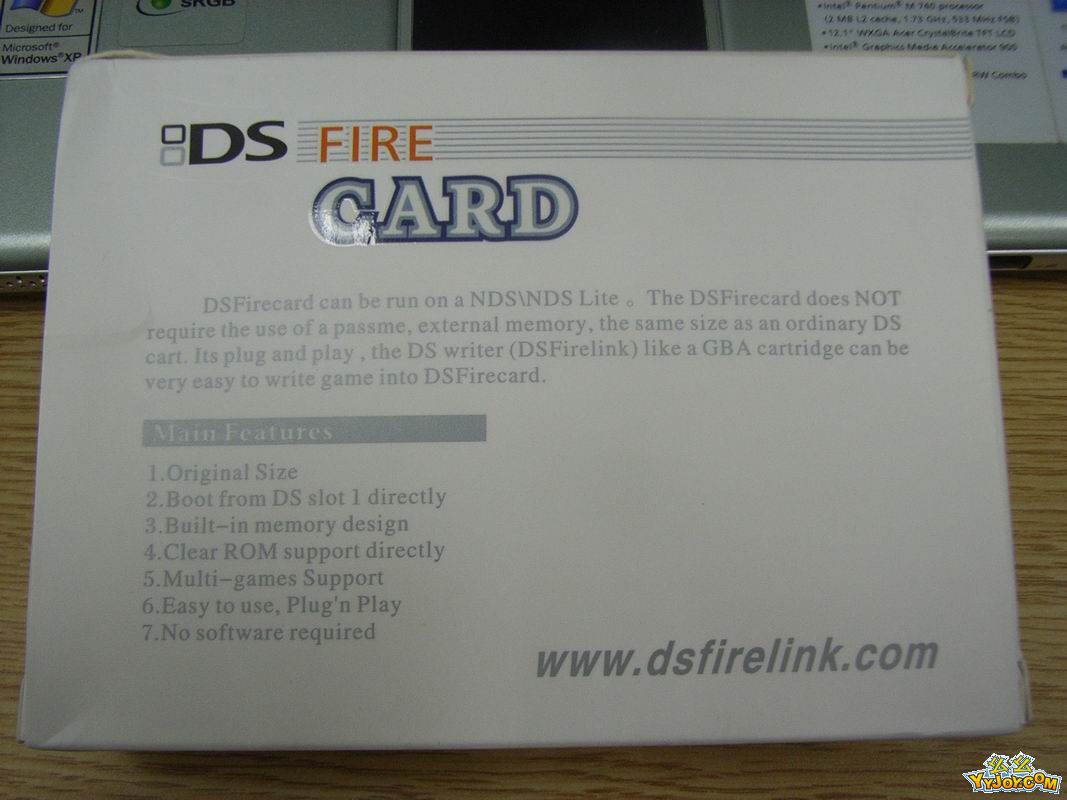 sRGB
Designed for
Microsoft®
Windows®XP
•Intel® Pentium® M 740 processor
(2 MB L2 cache, 1.73 GHz, 533 MHz FSB)
•12.1" WXGA Acer CrystalBrite TFT LCD
•Intel® Graphics Media Accelerator 900
RW Combo
DS FIRE
CARD
DSFirecard can be run on a NDS\NDS Lite 。 The DSFirecard does NOT
require the use of a passme, external memory, the same size as an ordinary DS
cart. Its plug and play , the DS writer (DSFirelink) like a GBA cartridge can be
very easy to write game into DSFirecard.
Main Features
1.Original Size
2.Boot from DS slot 1 directly
3.Built-in memory design
4.Clear ROM support directly
5.Multi-games Support
6.Easy to use, Plug'n Play
7.No software required
www.dsfirelink.com
YYJOY.COM